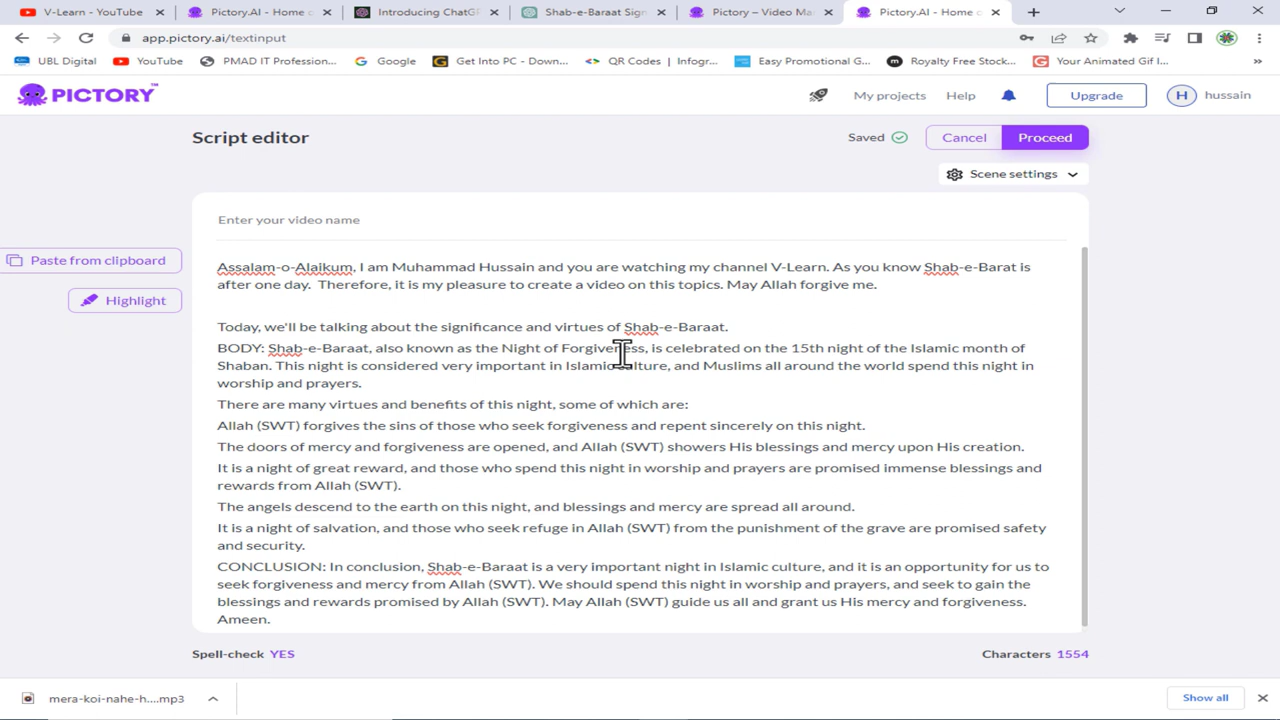 V-Learn - YouTube
Pictory.AI - Home
Introducing ChatGP
Shab-e-Baraat Sign
Pictory – Video Ma
Pictory.AI - Home
app.pictory.ai/textinput
UBL Digital
YouTube
PMAD IT Profession...
Google
Get Into PC - Down...
QR Codes | Infogr...
Easy Promotional G...
Royalty Free Stock...
Your Animated Gif I...
»
PICTORY™
My projects
Help
Upgrade
H
hussain
Script editor
Saved
Cancel
Proceed
Scene settings
Enter your video name
Paste from clipboard
Highlight
Assalam-o-Alaikum, I am Muhammad Hussain and you are watching my channel V-Learn. As you know Shab-e-Barat is
after one day.  Therefore, it is my pleasure to create a video on this topics. May Allah forgive me.
Today, we'll be talking about the significance and virtues of Shab-e-Baraat.
BODY: Shab-e-Baraat, also known as the Night of Forgiveness, is celebrated on the 15th night of the Islamic month of
Shaban. This night is considered very important in Islamic culture, and Muslims all around the world spend this night in
worship and prayers.
There are many virtues and benefits of this night, some of which are:
Allah (SWT) forgives the sins of those who seek forgiveness and repent sincerely on this night.
The doors of mercy and forgiveness are opened, and Allah (SWT) showers His blessings and mercy upon His creation.
It is a night of great reward, and those who spend this night in worship and prayers are promised immense blessings and
rewards from Allah (SWT).
The angels descend to the earth on this night, and blessings and mercy are spread all around.
It is a night of salvation, and those who seek refuge in Allah (SWT) from the punishment of the grave are promised safety
and security.
CONCLUSION: In conclusion, Shab-e-Baraat is a very important night in Islamic culture, and it is an opportunity for us to
seek forgiveness and mercy from Allah (SWT). We should spend this night in worship and prayers, and seek to gain the
blessings and rewards promised by Allah (SWT). May Allah (SWT) guide us all and grant us His mercy and forgiveness.
Ameen.
Spell-check YES
Characters 1554
mera-koi-nahe-h....mp3
Show all